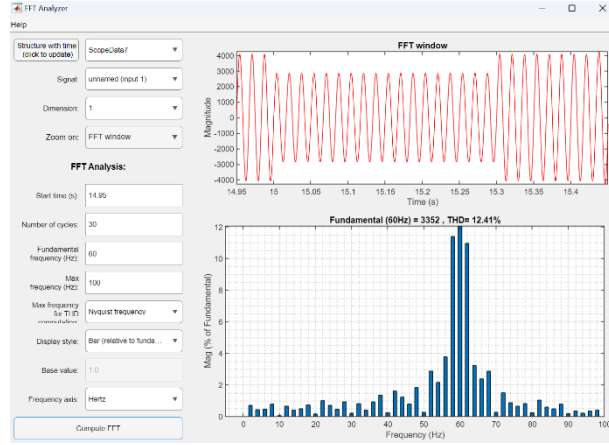 FFT Analyzer
Help
Structure with time
(click to update)
ScopeData7
Signal:
unnamed (input 1)
Dimension:
1
Zoom on:
FFT window
FFT Analysis:
Start time (s):
14.95
Number of cycles:
30
Fundamental
frequency (Hz):
60
Max
frequency (Hz):
100
Max frequency
for THD
computation:
Nyquist frequency
Display style:
Bar (relative to funda...
Base value:
1.0
Frequency axis:
Hertz
Compute FFT
FFT window
4000
3000
2000
1000
0
-1000
-2000
-3000
-4000
Magnitude
14.95
15
15.05
15.1
15.15
15.2
15.25
15.3
15.35
15.4
Time (s)
Fundamental (60Hz) = 3352 , THD= 12.41%
12
10
8
6
4
2
0
Mag (% of Fundamental)
0
10
20
30
40
50
60
70
80
90
100
Frequency (Hz)